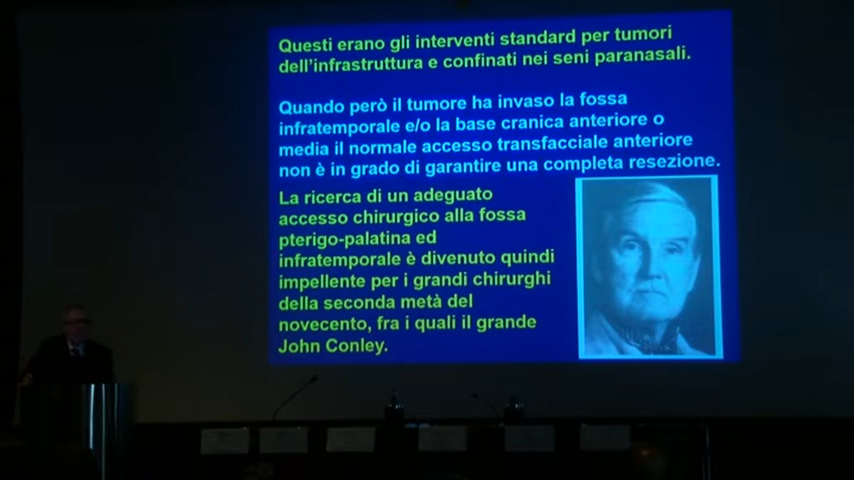 Questi erano gli interventi standard per tumori
dell'infrastruttura e confinati nei seni paranasali.
Quando però il tumore ha invaso la fossa
infratemporale e/o la base cranica anteriore o
media il normale accesso transfacciale anteriore
non è in grado di garantire una completa resezione.
La ricerca di un adeguato
accesso chirurgico alla fossa
pterigo-palatina ed
infratemporale è divenuto quindi
impellente per i grandi chirurghi
della seconda metà del
novecento, fra i quali il grande
John Conley.